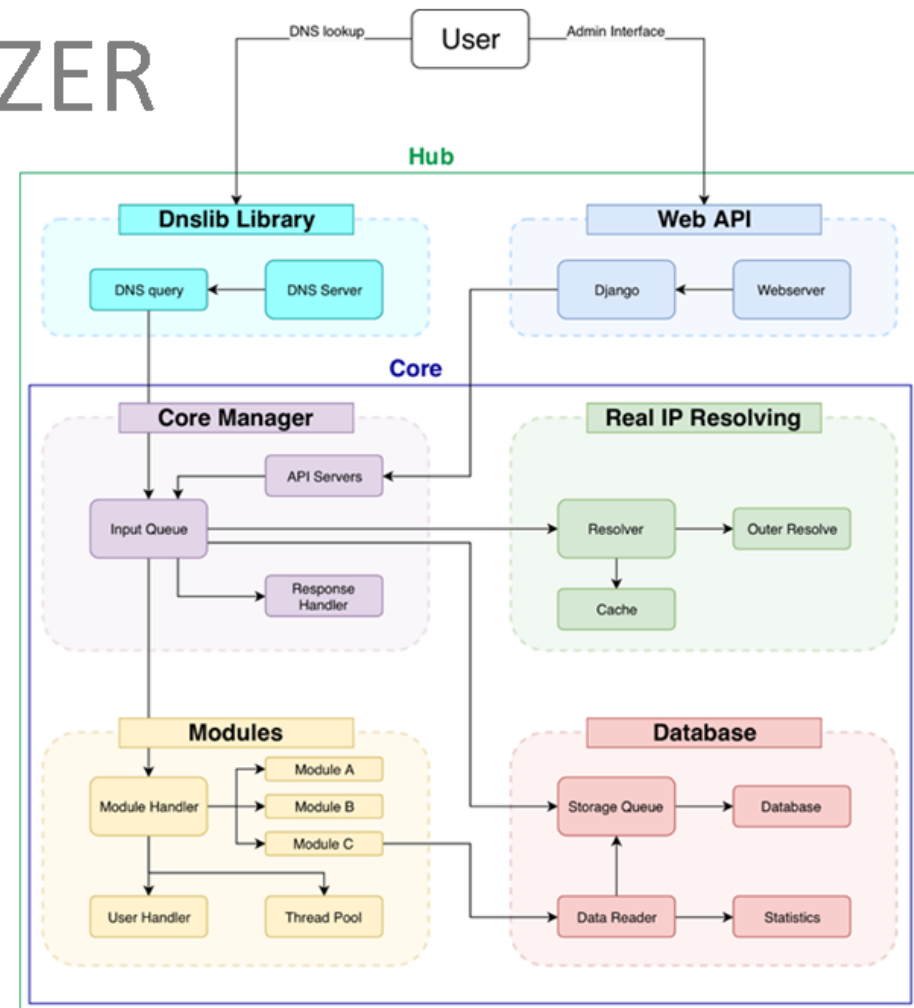 DNS lookup
User
Admin Interface
ZER
Hub
Dnslib Library
Web API
DNS query
DNS Server
Django
Webserver
Core
Core Manager
Real IP Resolving
API Servers
Input Queue
Resolver
Outer Resolve
Response
Handler
Cache
Modules
Database
Module A
Module Handler
Module B
Storage Queue
Database
Module C
User Handler
Thread Pool
Data Reader
Statistics